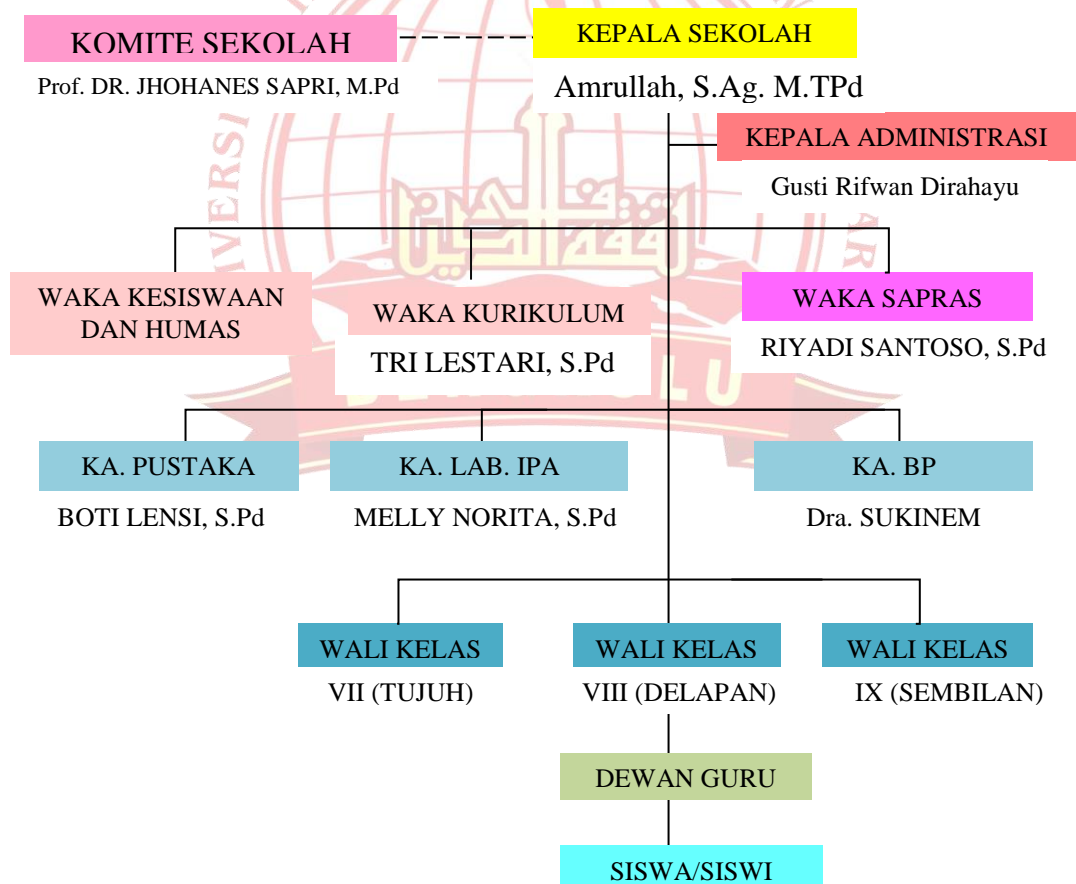 KOMITE SEKOLAH
KEPALA SEKOLAH
Prof. DR. JHOHANES SAPRI, M.Pd
Amrullah, S.Ag. M.TPd
KEPALA ADMINISTRASI
Gusti Rifwan Dirahayu
WAKA KESISWAAN
DAN HUMAS
WAKA KURIKULUM
TRI LESTARI, S.Pd
WAKA SAPRAS
RIYADI SANTOSO, S.Pd
KA. PUSTAKA
KA. LAB. IPA
KA. BP
BOTI LENSI, S.Pd
MELLY NORITA, S.Pd
Dra. SUKINEM
WALI KELAS
WALI KELAS
WALI KELAS
VII (TUJUH)
VIII (DELAPAN)
IX (SEMBILAN)
DEWAN GURU
SISWA/SISWI